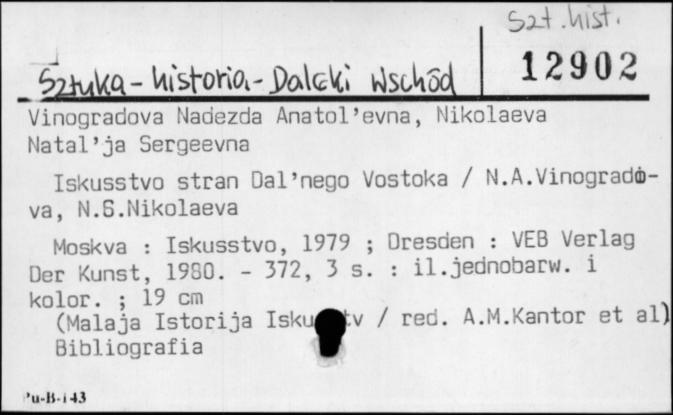 Szt. hist.
Sztuka - historia - Daleki Wschód
12902
Vinogradova Nadezda Anatol'evna, Nikolaeva
Natal'ja Sergeevna
Iskusstvo stran Dal'nego Vostoka / N.A.Vinogrado-
va, N.S.Nikolaeva
Moskva : Iskusstvo, 1979 ; Dresden : VEB Verlag
Der Kunst, 1980. - 372, 3 s. : il.jednobarw. i
kolor. ; 19 cm
(Malaja Istorija / red. A.M.Kantor et al)
Bibliografia
Pu-B-143